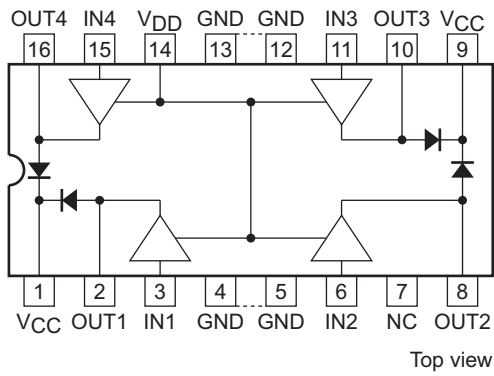 OUT4 IN4 VDD GND GND IN3 OUT3 VCC
16 15 14 13 12 11 10 9
1 2 3 4 5 6 7 8
VCC OUT1 IN1 GND GND IN2 NC OUT2
Top view